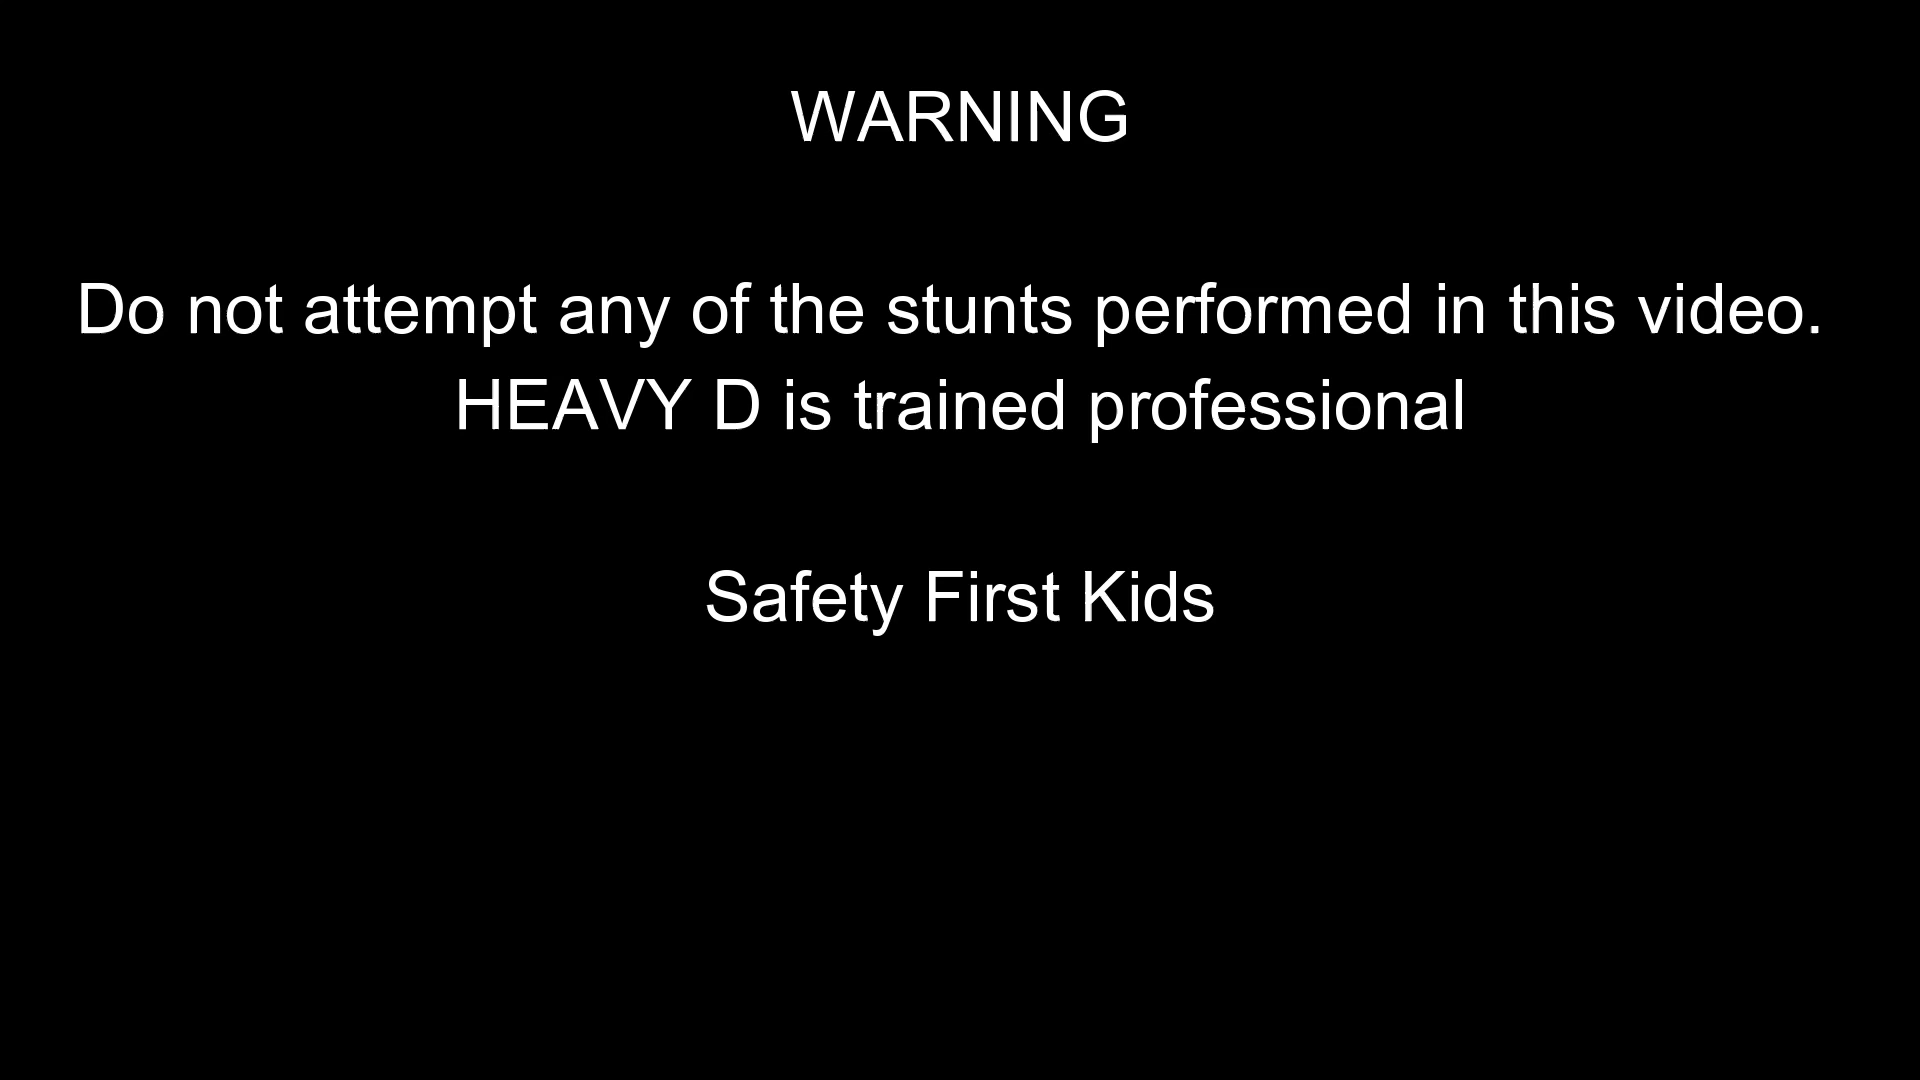 WARNING
Do not attempt any of the stunts performed in this video.
HEAVY D is trained professional
Safety First Kids